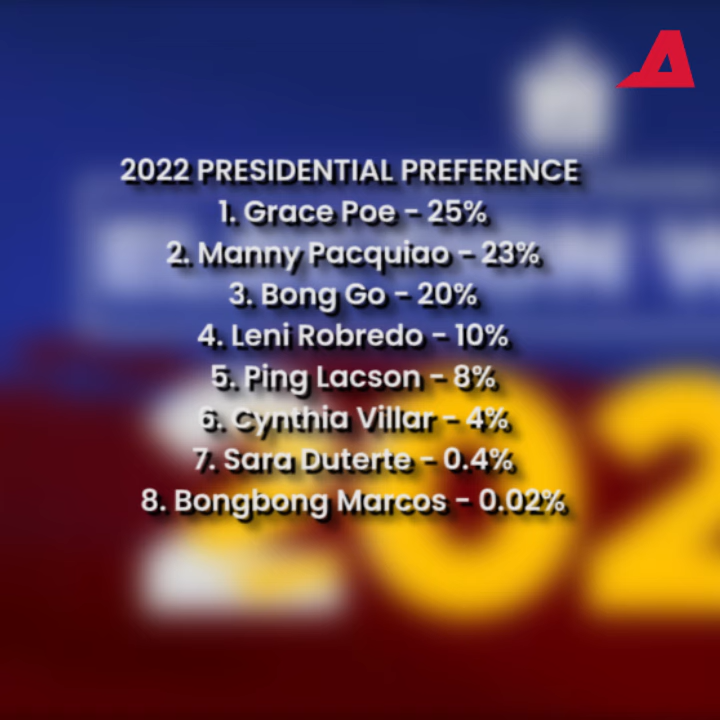 A
2022 PRESIDENTIAL PREFERENCE
1. Grace Poe - 25%
2. Manny Pacquiao - 23%
3. Bong Go - 20%
4. Leni Robredo - 10%
5. Ping Lacson - 8%
6. Cynthia Villar - 4%
7. Sara Duterte - 0.4%
8. Bongbong Marcos - 0.02%
202